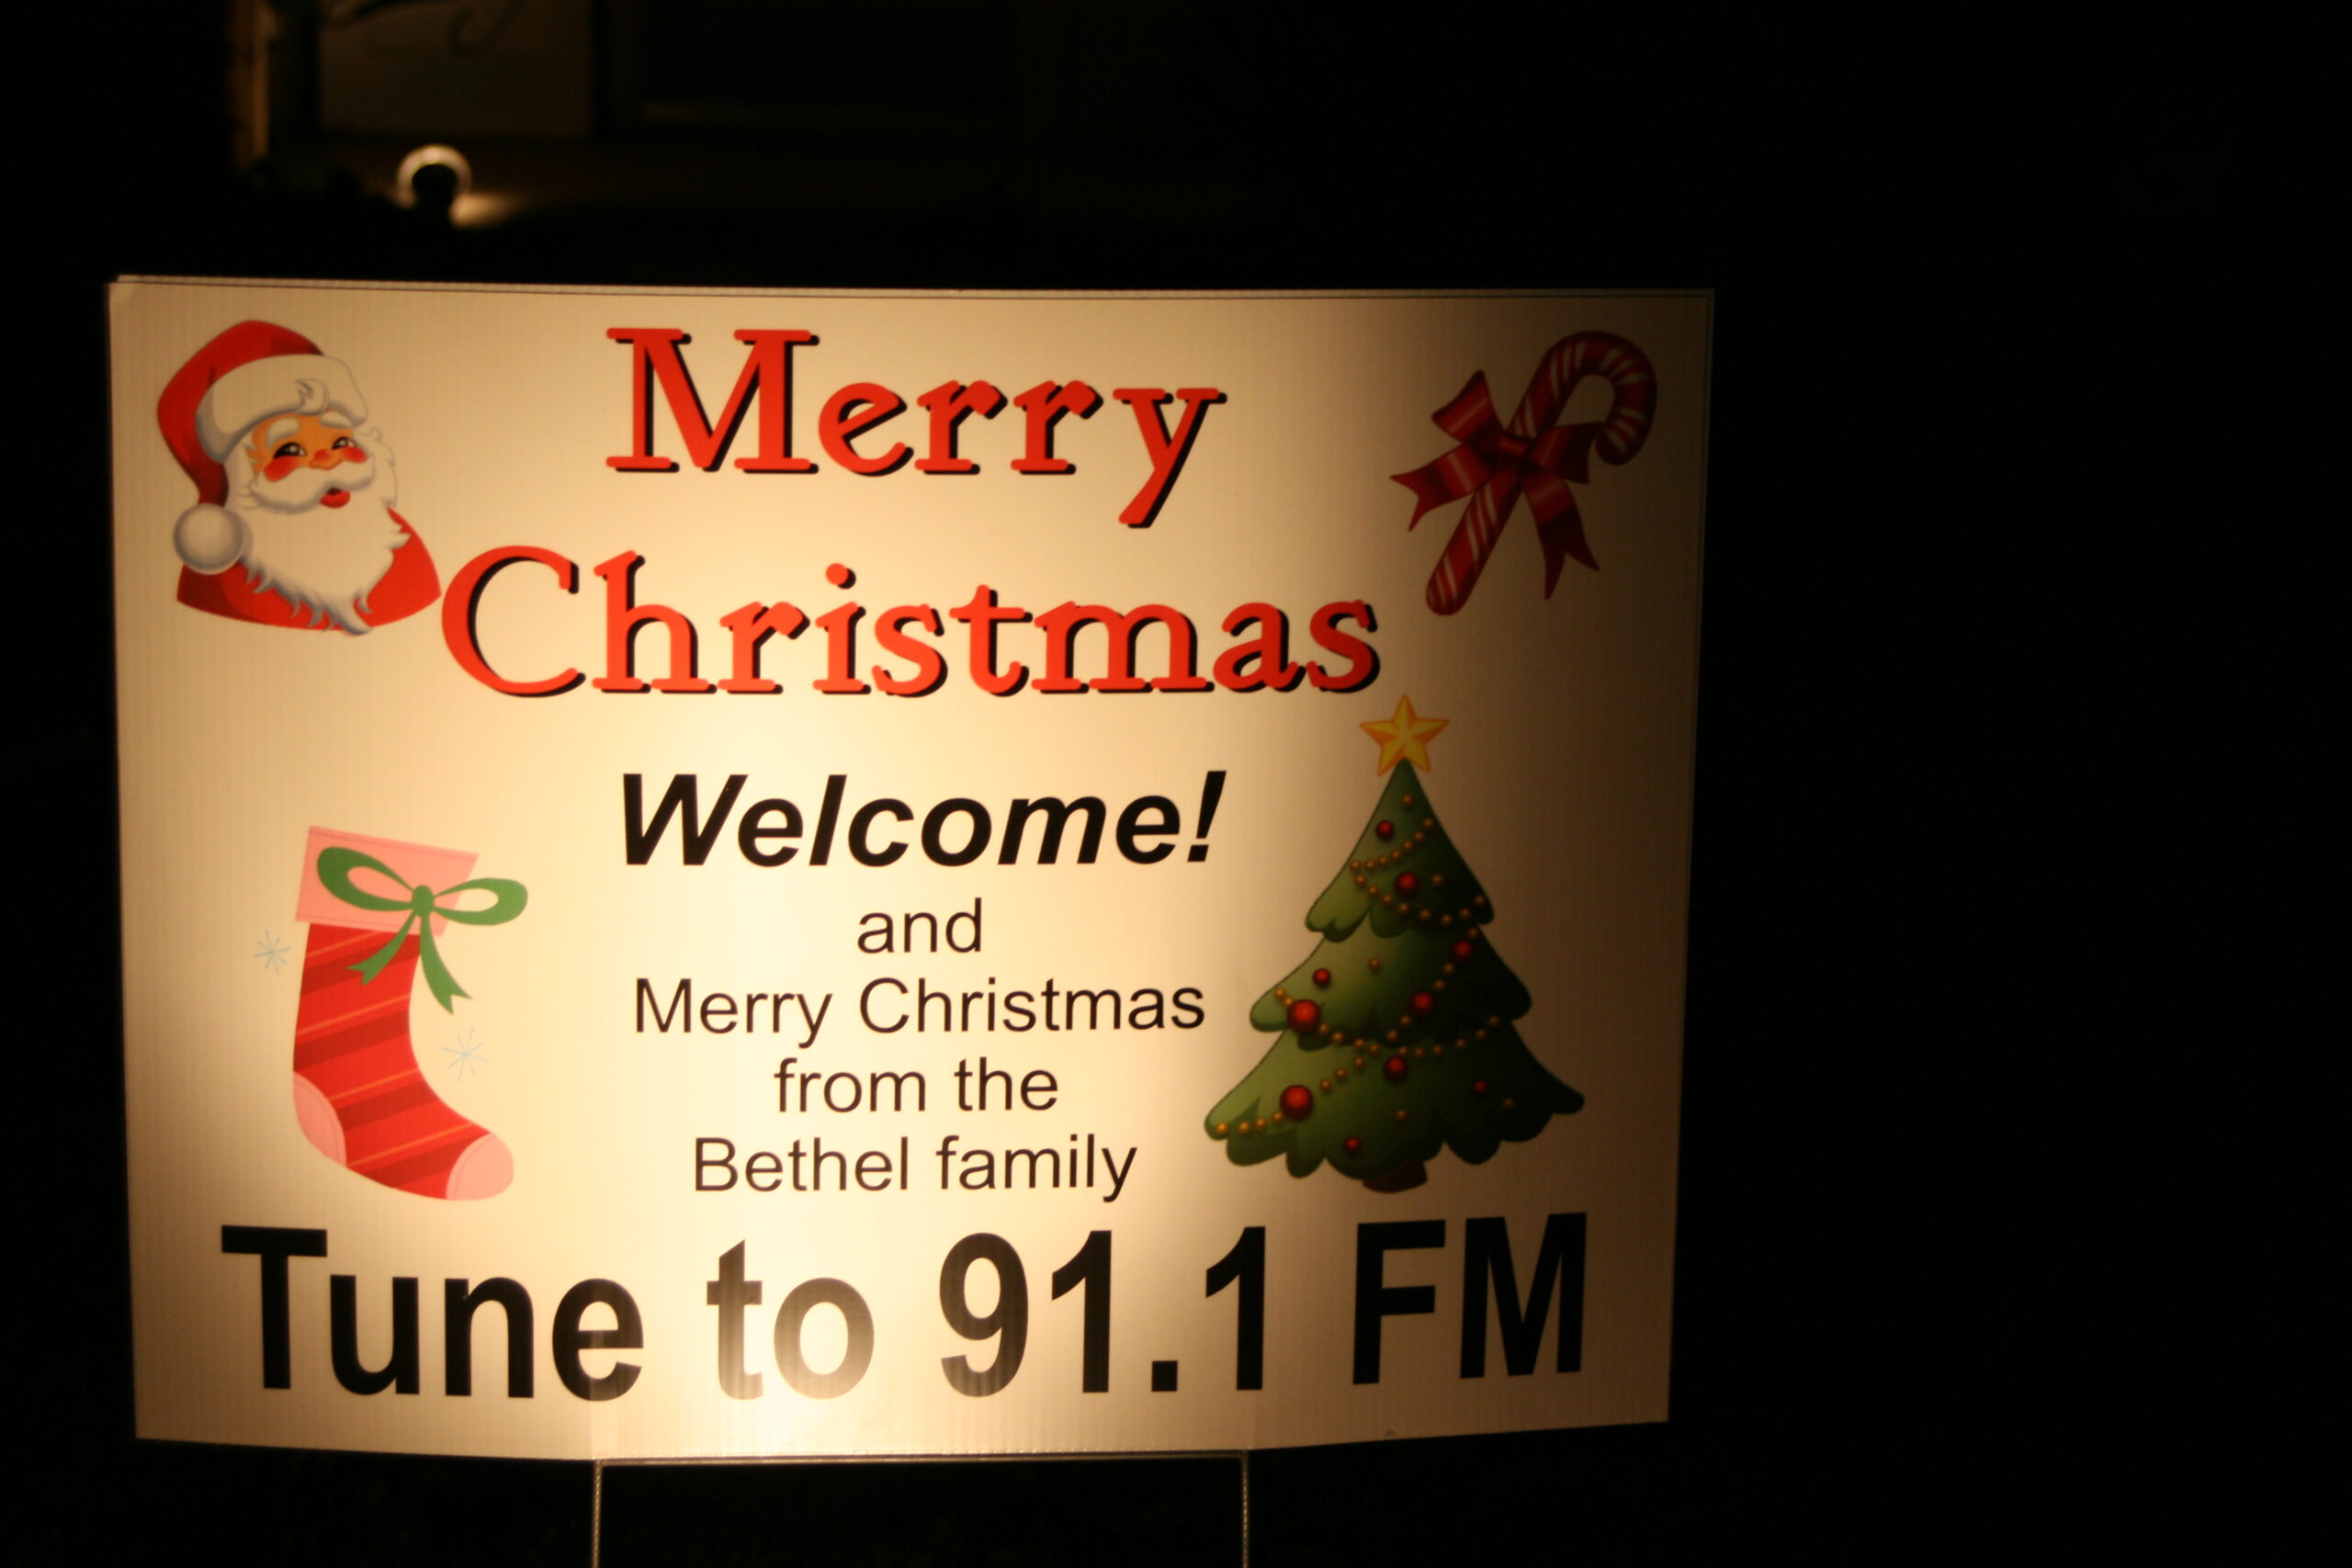 Merry
Christmas
Welcome!
and
Merry Christmas
from the
Bethel family
Tune to 91.1 FM